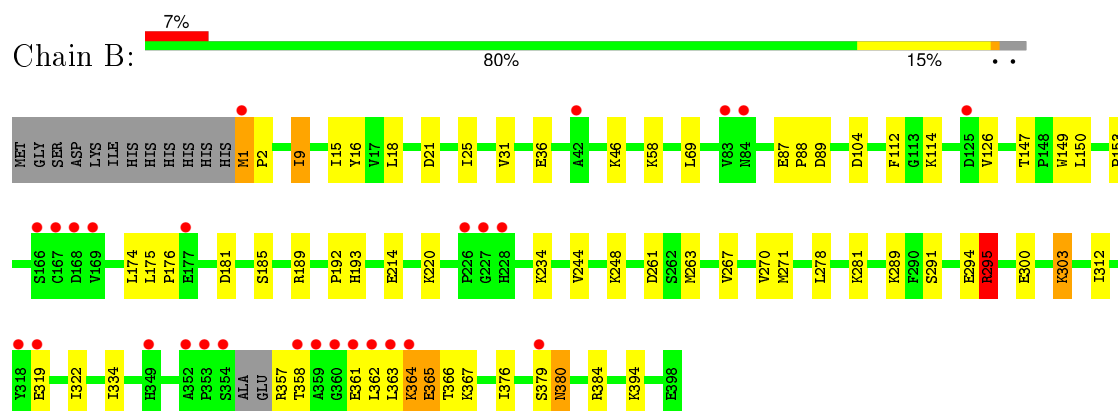 7%
Chain B:
80% 15% • •
MET GLY SER ASP LYS ILE HIS HIS HIS HIS HIS HIS M1 P2 I9 I15 Y16 V17 L18 D21 I25 V31 E36 A42 K46 K58 L69 V83 N84 E87 P88 D89 D104 F112 G113 K114 D125 V126 T147 P148 W149 L150
S166 C167 D168 V169 L174 L175 P176 E177 D181 S185 R189 P192 H193 E214 K220 P226 G227 H228 K234 V244 K248 D261 S262 M263 V267 V270 M271 L278 K281 K289 F290 S291 E294 R295 E300 K303 I312
Y318 E319 I322 I334 H349 A352 P353 S354 ALA GLU R357 T358 A359 G360 E361 L362 L363 K364 E365 T366 K367 I376 S379 N380 R384 K394 E398